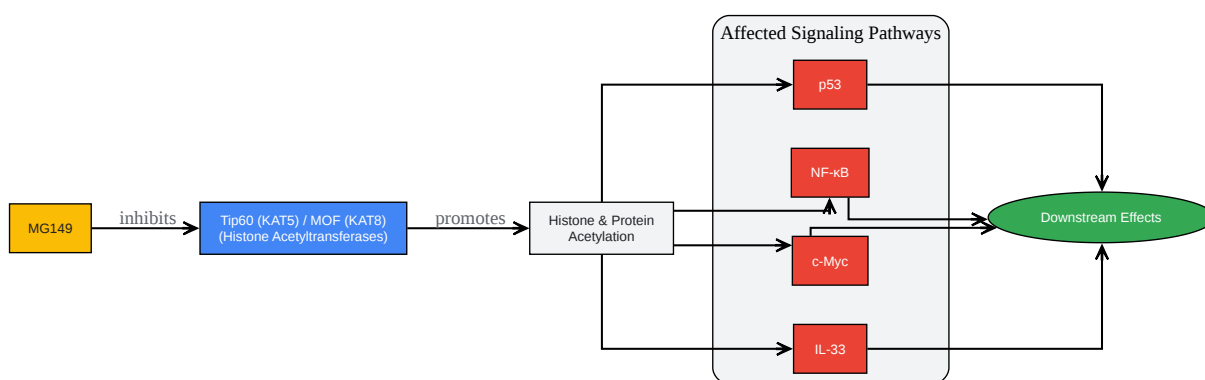 Affected Signaling Pathways
p53
NF-κB
MG149
inhibits
Tip60 (KAT5) / MOF (KAT8)
(Histone Acetyltransferases)
promotes
Histone & Protein
Acetylation
Downstream Effects
c-Myc
IL-33